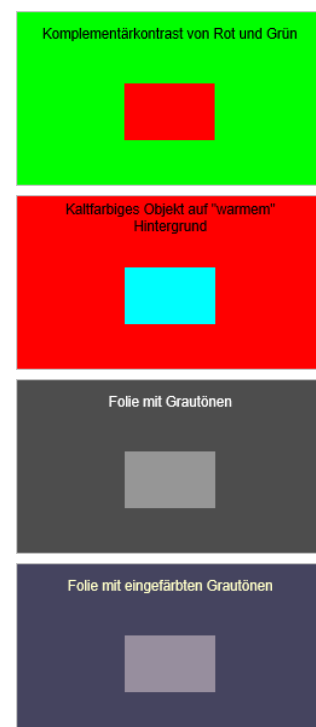 Komplementärkontrast von Rot und Grün
Kaltfarbiges Objekt auf "warmem"
Hintergrund
Folie mit Grautönen
Folie mit eingefärbten Grautönen